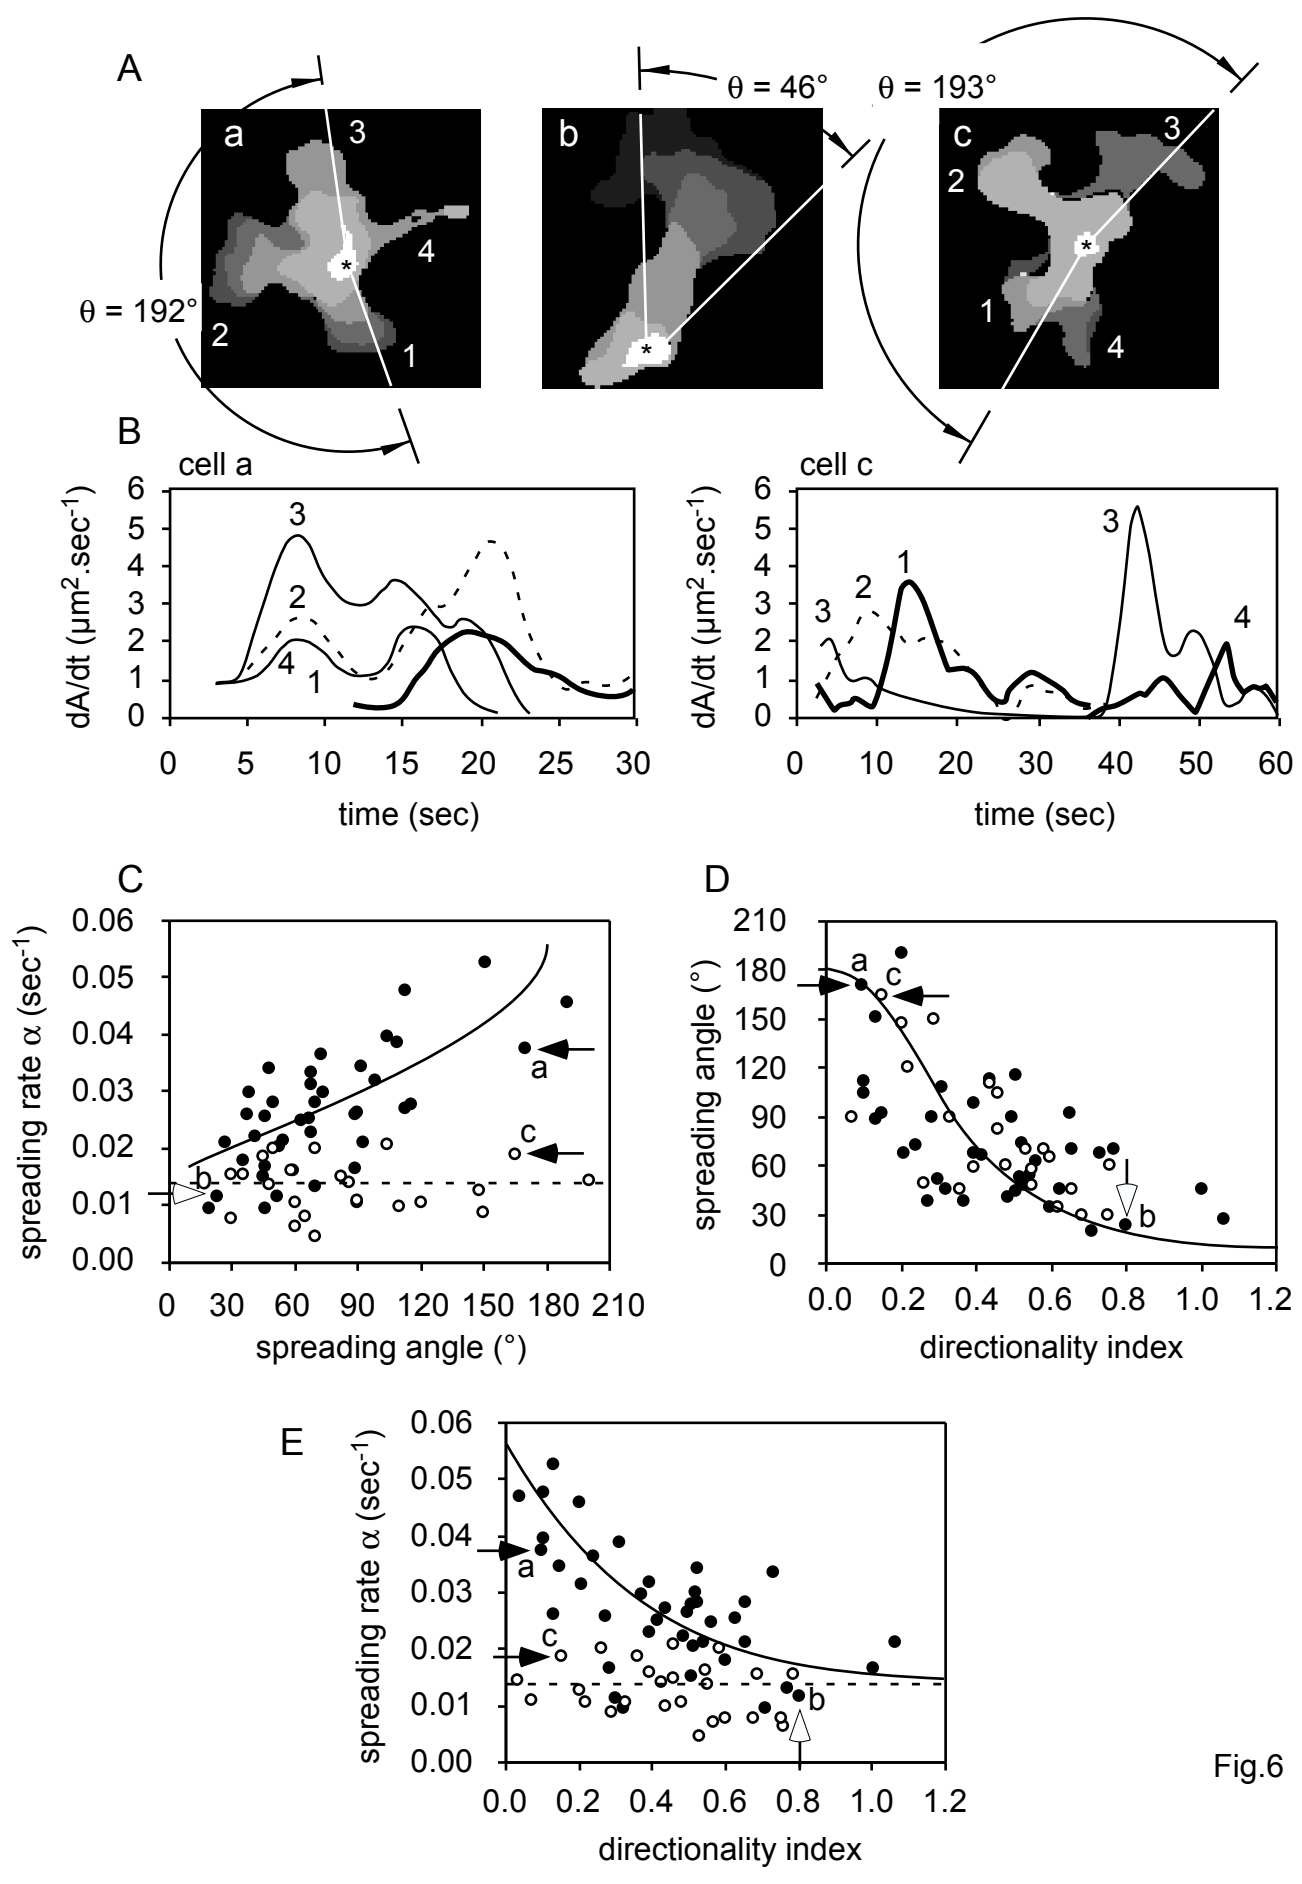 A
θ = 192°
a
3
4
2
1
*
θ = 46°
b
*
θ = 193°
c
3
2
1
4
*
B
cell a
dA/dt (µm2.sec-1)
6
5
4
3
2
1
0
3
2
4
1
0 5 10 15 20 25 30
time (sec)
cell c
dA/dt (µm2.sec-1)
6
5
4
3
2
1
0
3
2
1
3
4
0 10 20 30 40 50 60
time (sec)
C
spreading rate α (sec-1)
0.06
0.05
0.04
0.03
0.02
0.01
0.00
a
c
b
0 30 60 90 120 150 180 210
spreading angle (°)
D
spreading angle (°)
210
180
150
120
90
60
30
0
a
c
b
0.0 0.2 0.4 0.6 0.8 1.0 1.2
directionality index
E
spreading rate α (sec-1)
0.06
0.05
0.04
0.03
0.02
0.01
0.00
a
c
b
0.0 0.2 0.4 0.6 0.8 1.0 1.2
directionality index
Fig.6